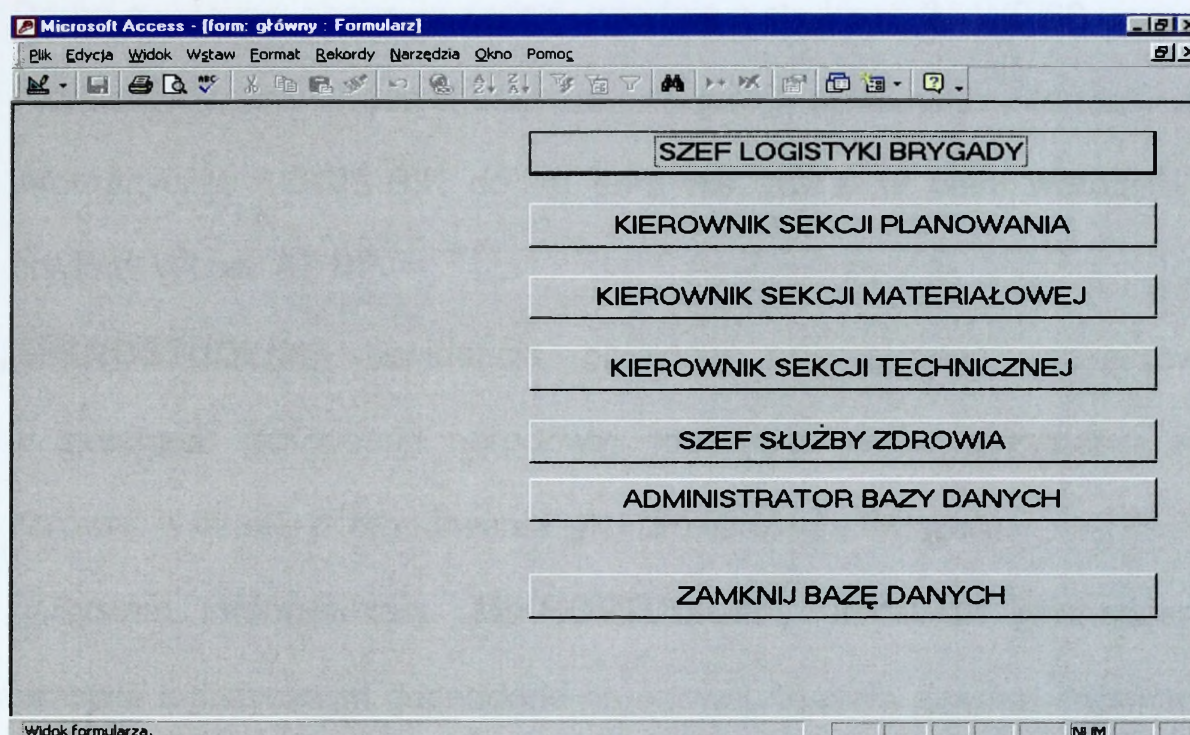 Microsoft Access - [form: główny : Formularz]
Plik Edycja Widok Wstaw Format Rekordy Narzędzia Okno Pomoc
SZEF LOGISTYKI BRYGADY
KIEROWNIK SEKCJI PLANOWANIA
KIEROWNIK SEKCJI MATERIAŁOWEJ
KIEROWNIK SEKCJI TECHNICZNEJ
SZEF SŁUŻBY ZDROWIA
ADMINISTRATOR BAZY DANYCH
ZAMKNIJ BAZĘ DANYCH
Widok formularza.
NUM